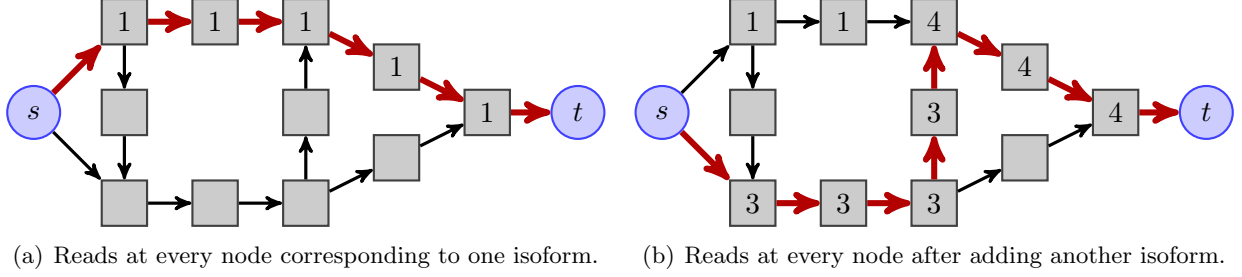 1 1 1
1
s 1 t
(a) Reads at every node corresponding to one isoform.
1 1 4
4
s 3 4 t
3 3 3
(b) Reads at every node after adding another isoform.